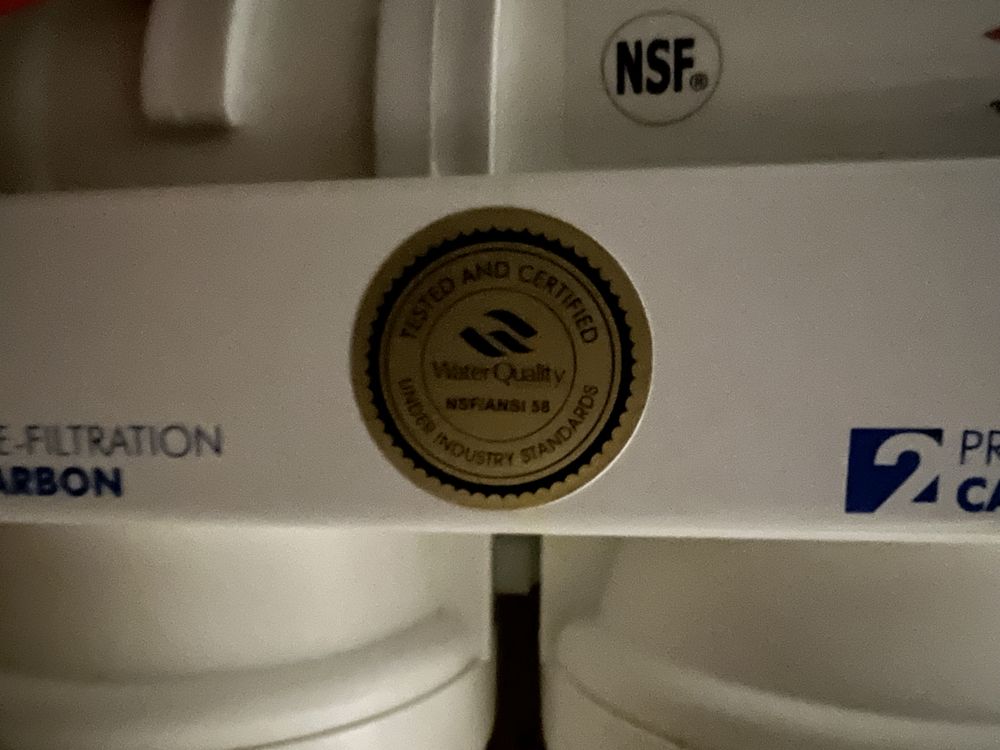 NSF®
TESTED AND CERTIFIED
WaterQuality
NSF/ANSI 58
UNDER INDUSTRY STANDARDS
E-FILTRATION
ARBON
2
PR
CA